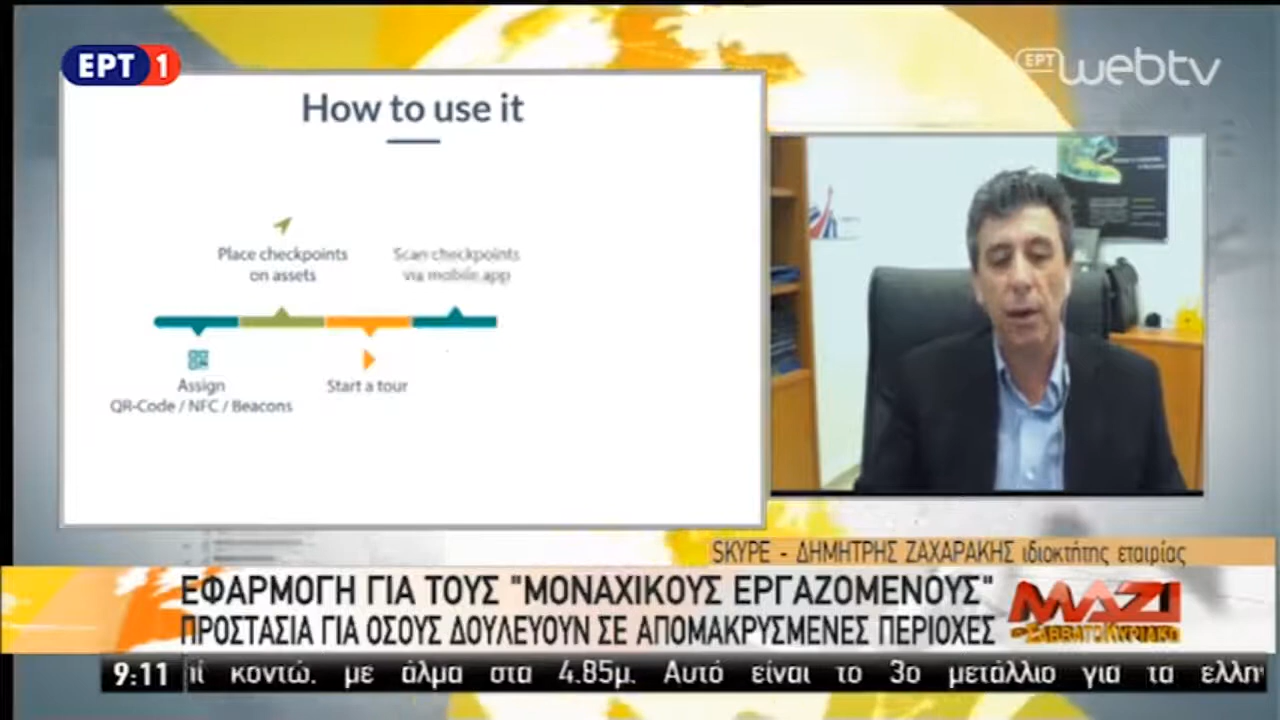 ΕΡΤ 1
ΕΡΤ webtv
How to use it
Place checkpoints
on assets
Scan checkpoints
via mobile app
Assign
QR-Code / NFC / Beacons
Start a tour
SKYPE - ΔΗΜΗΤΡΗΣ ΖΑΧΑΡΑΚΗΣ ιδιοκτήτης εταιρίας
ΕΦΑΡΜΟΓΗ ΓΙΑ ΤΟΥΣ "ΜΟΝΑΧΙΚΟΥΣ ΕΡΓΑΖΟΜΕΝΟΥΣ"
ΠΡΟΣΤΑΣΙΑ ΓΙΑ ΟΣΟΥΣ ΔΟΥΛΕΥΟΥΝ ΣΕ ΑΠΟΜΑΚΡΥΣΜΕΝΕΣ ΠΕΡΙΟΧΕΣ
ΜΑΖΙ
ΣΑΒΒΑΤΟΚΥΡΙΑΚΟ
9:11 κοντώ. με άλμα στα 4.85μ. Αυτό είναι το 3ο μετάλλιο για τα ελλη